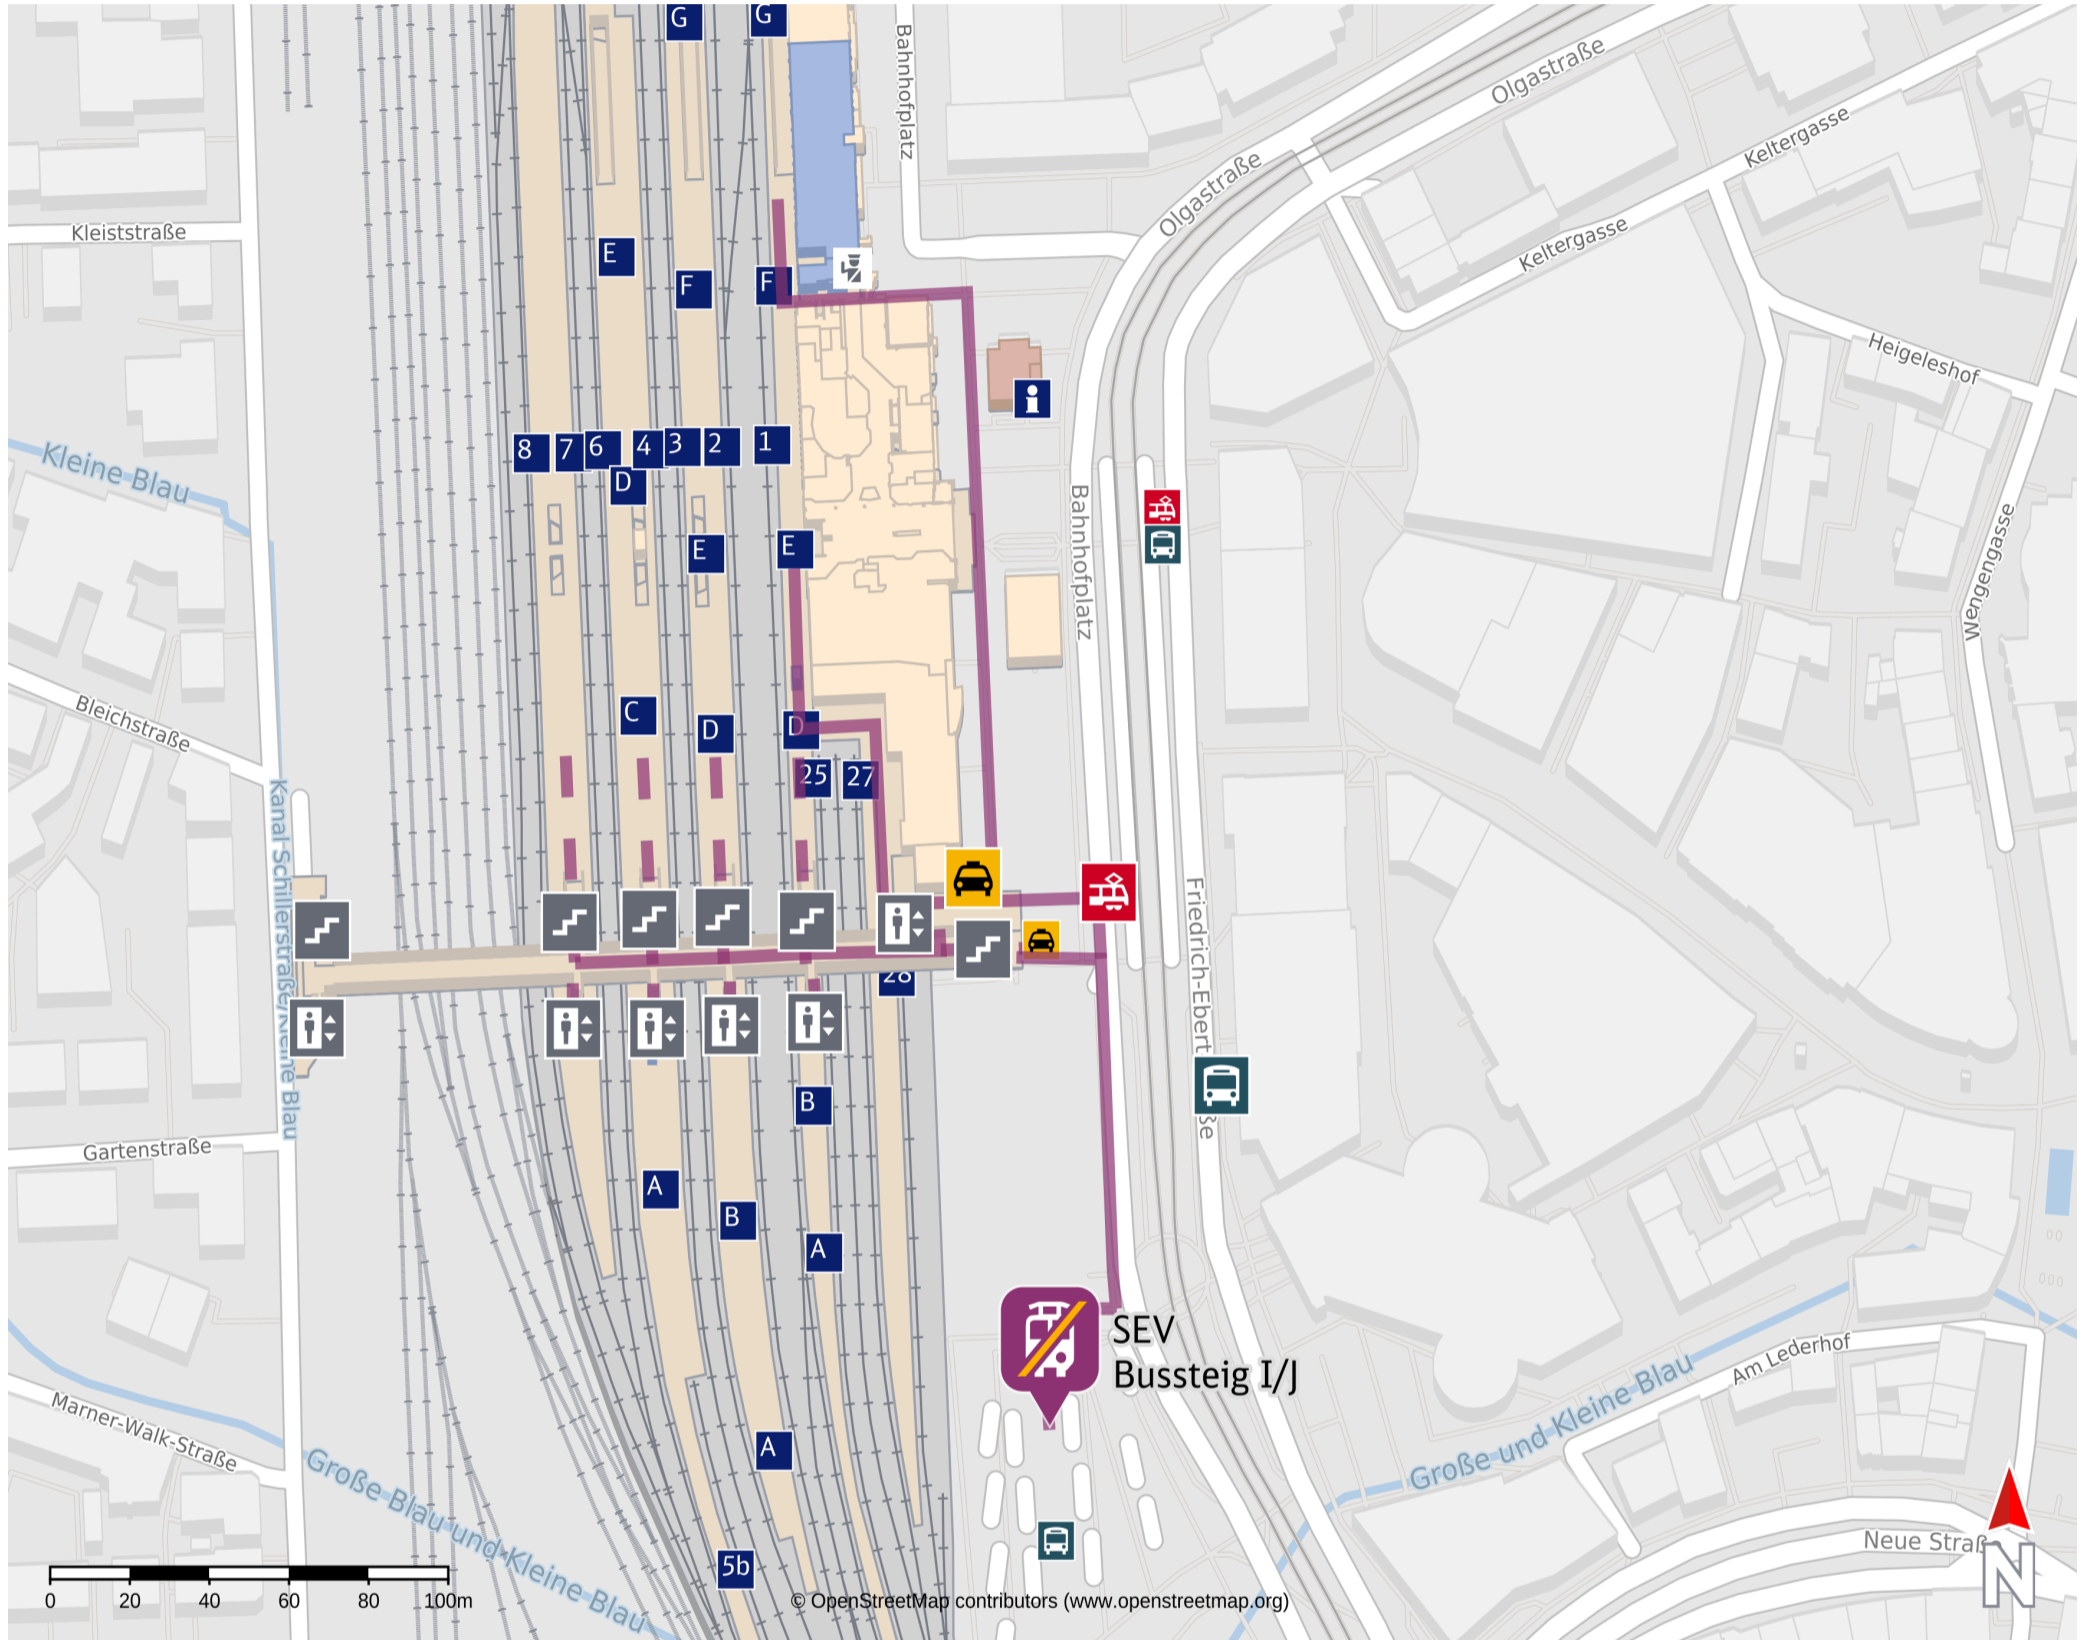 G
G
Bahnhofplatz
Olgastraße
Keltergasse
Olgastraße
Kleiststraße
E
F
F
Keltergasse
Heigeleshof
i
Kleine Blau
8
7
6
4
3
2
1
D
E
E
Bahnhofplatz
Wengengasse
Bleichstraße
C
D
D
25
27
Kanal Schillerstraße/Kleine Blau
28
Friedrich-Ebert
ße
B
Gartenstraße
A
B
A
SEV
Bussteig I/J
Am Lederhof
Große und Kleine Blau
Marner-Walk-Straße
Große Blau und Kleine Blau
A
Neue Straß
5b
N
0 20 40 60 80 100m
© OpenStreetMap contributors (www.openstreetmap.org)